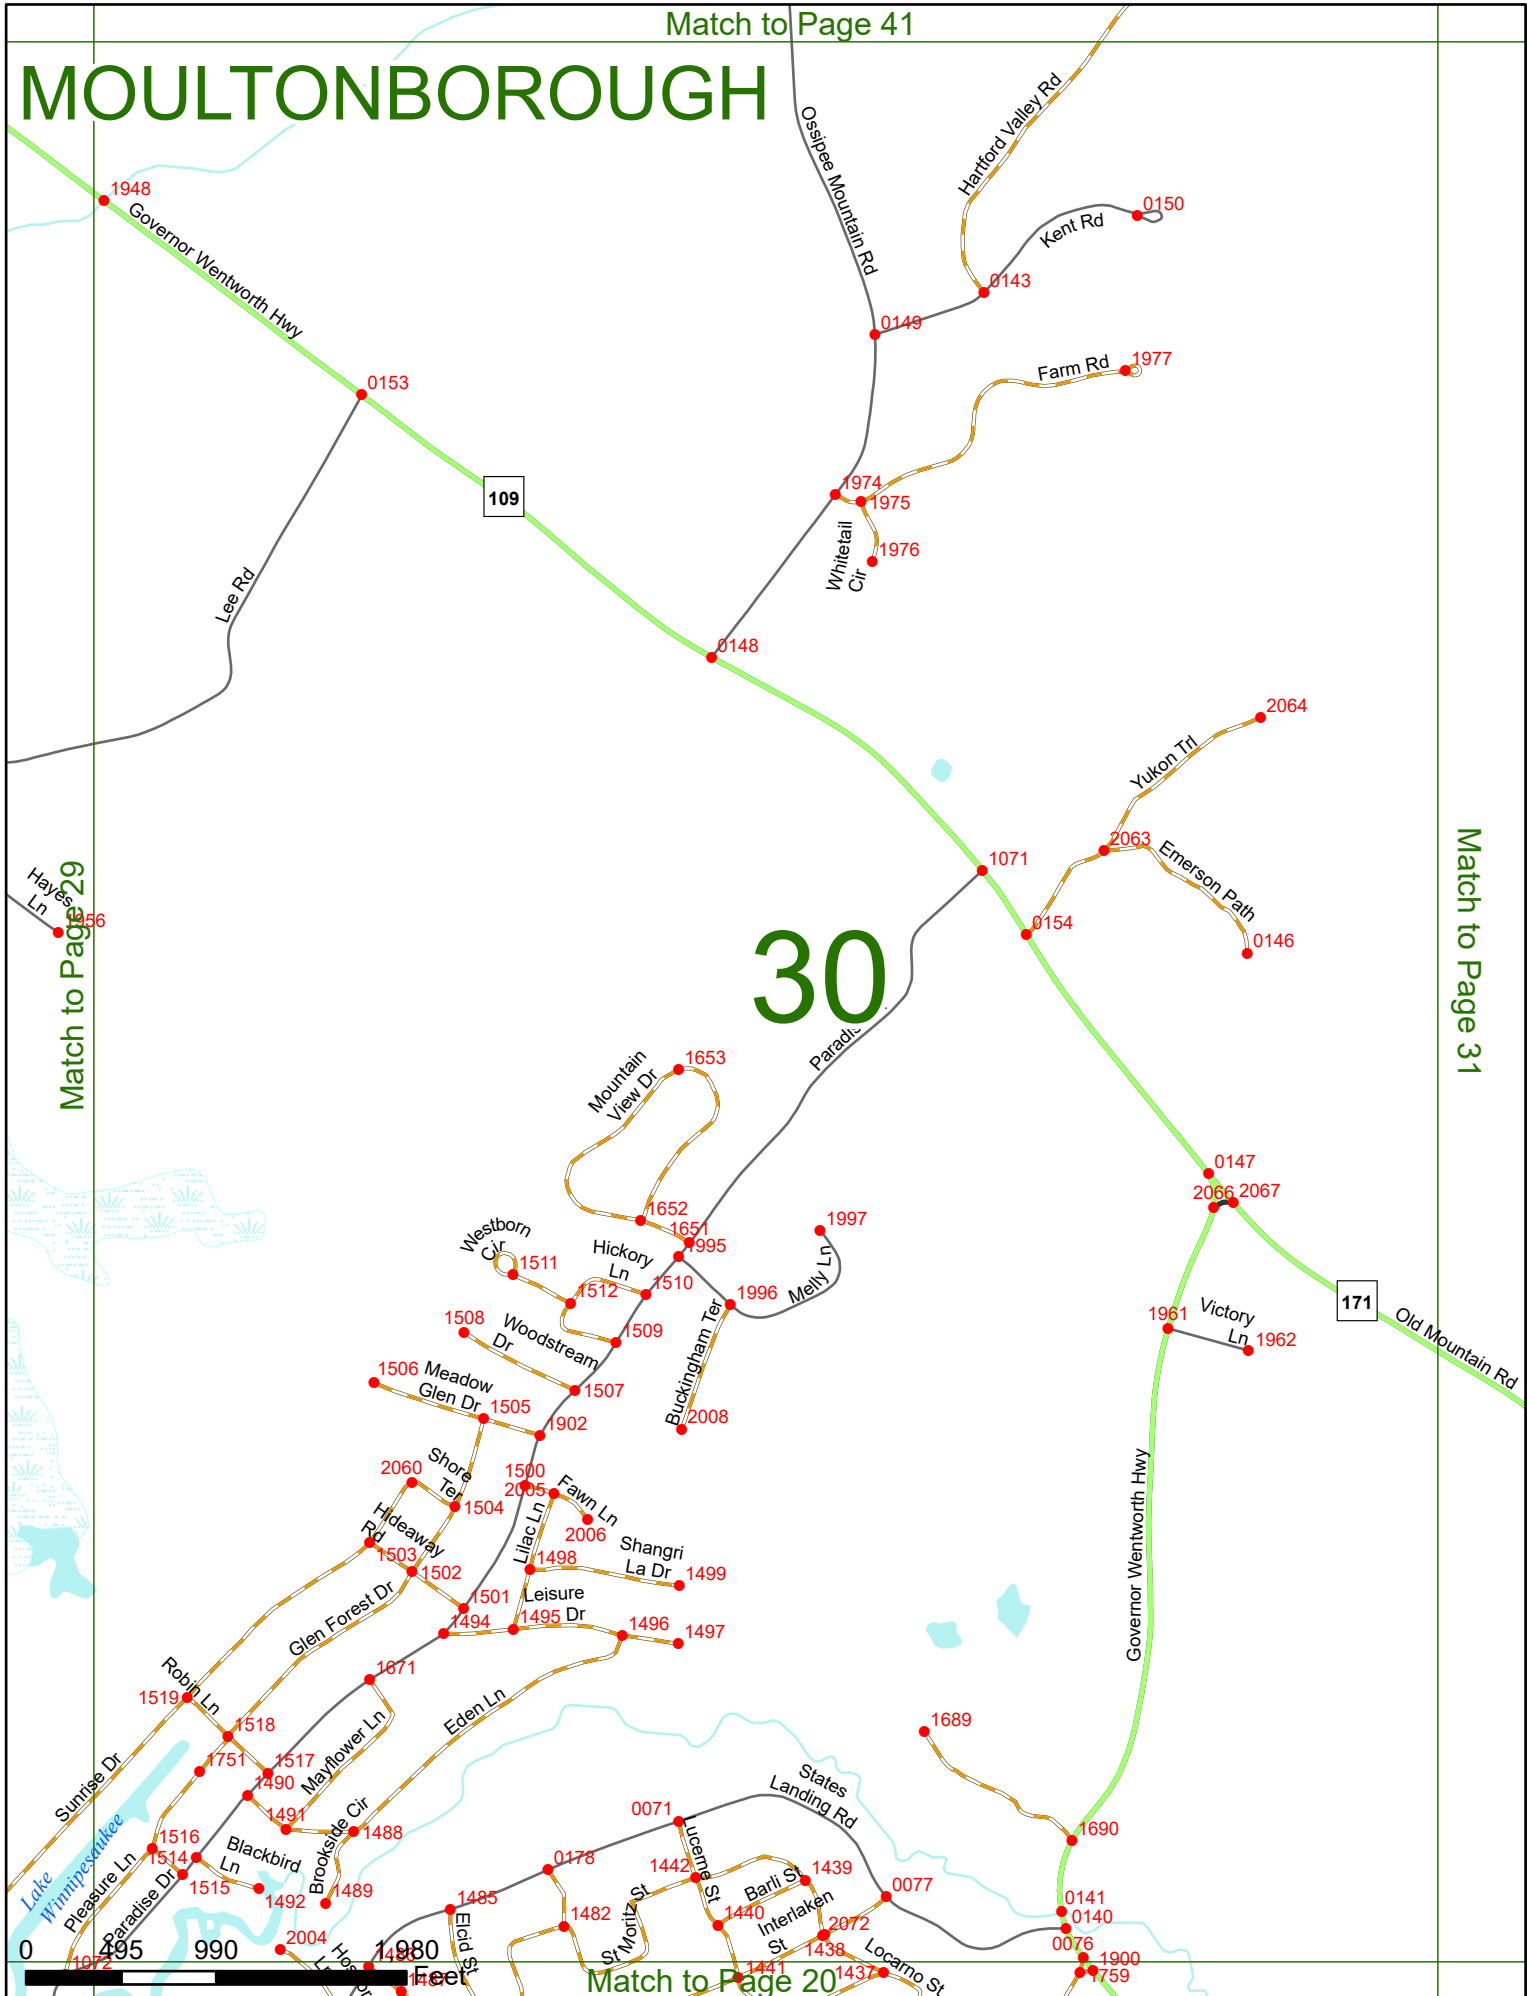 Match to Page 41
MOULTONBOROUGH
Ossipee Mountain Rd
Hartford Valley Rd
1948
0150
Kent Rd
Governor Wentworth Hwy
0143
0149
Farm Rd
1977
0153
1974
109
1975
Whitetail
Cir
1976
Lee Rd
0148
2064
Yukon Trl
2063
Emerson Path
1071
Hayes
Ln
1956
Match to Page 29
Match to Page 31
0154
0146
30
Mountain
View Dr
1653
0147
2066
2067
1652
1651
1995
1997
Westborn
Cir
1511
Hickory
Ln
1510
1512
1996
Melly Ln
171
Old Mountain Rd
1508
Woodstream
Dr
1509
1961
Victory
Ln
1962
1506
Meadow
Glen Dr
1507
Buckingham Ter
1505
1902
2008
2060
Shore
Ter
1500
2005
Fawn Ln
1504
2006
Hideaway
Rd
Lilac Ln
Governor Wentworth Hwy
1503
1502
1498
Shangri
La Dr
1499
Glen Forest Dr
1501
Leisure
Dr
1494
1495
1496
1497
1671
Robin Ln
1519
Eden Ln
1518
1689
1751
1517
Mayflower Ln
1490
Sunrise Dr
States
Landing Rd
0071
Lucerne St
1491
Brookside Cir
1488
1690
1516
1514
Blackbird
Ln
0178
1442
1439
Barli St
Lake
Winnipesaukee
Pleasure Ln
Paradise Dr
1515
1492
1489
1485
0077
0141
1482
St Moritz St
1440
Interlaken
St
2072
0140
2004
Elcid St
1438
Locarno St
0076
1900
1759
1072
1437
1441
0 495 990 1,980
Feet
Match to Page 20